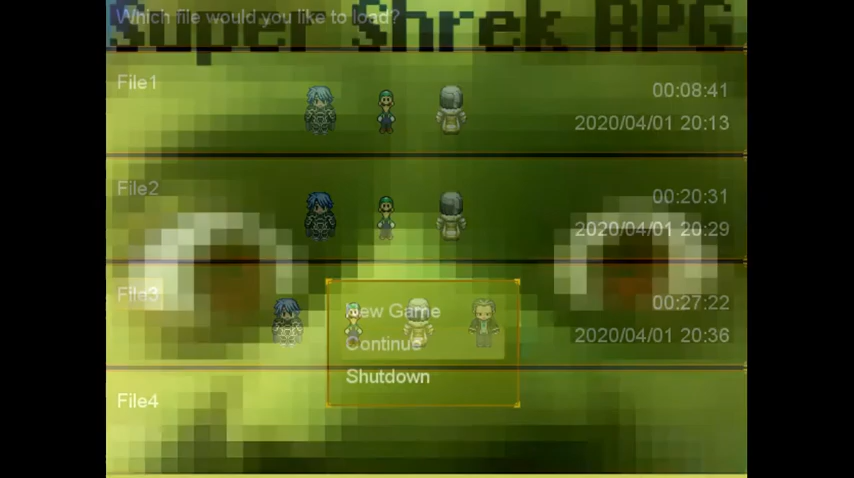 Which file would you like to load?
Super Shrek RPG
File1
00:08:41
2020/04/01 20:13
File2
00:20:31
2020/04/01 20:29
File3
00:27:22
2020/04/01 20:36
New Game
Continue
Shutdown
File4